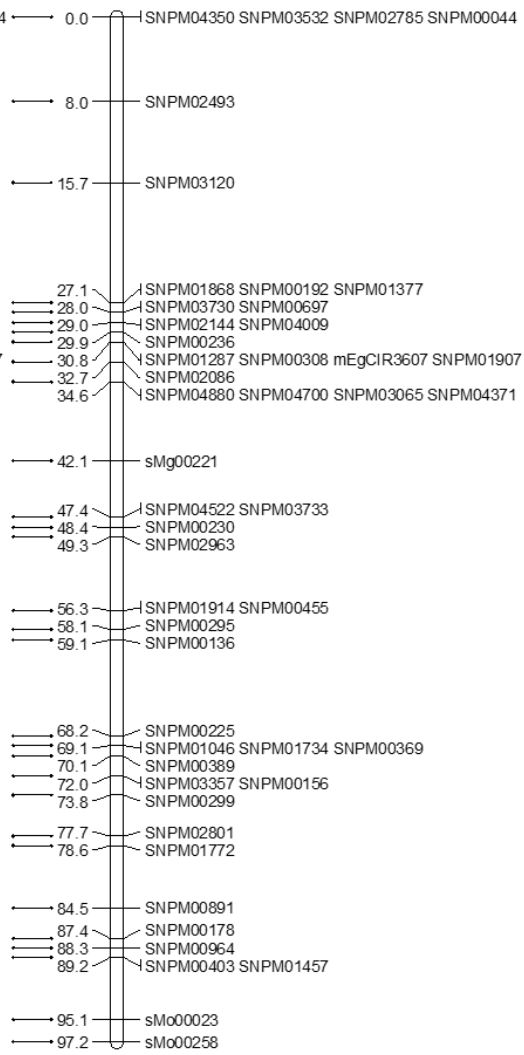 4 0.0 SNPM04350 SNPM03532 SNPM02785 SNPM00044
8.0 SNPM02493
15.7 SNPM03120
27.1 SNPM01868 SNPM00192 SNPM01377
28.0 SNPM03730 SNPM00697
29.0 SNPM02144 SNPM04009
29.9 SNPM00236
7 30.8 SNPM01287 SNPM00308 mEgCIR3607 SNPM01907
32.7 SNPM02086
34.6 SNPM04880 SNPM04700 SNPM03065 SNPM04371
42.1 sMg00221
47.4 SNPM04522 SNPM03733
48.4 SNPM00230
49.3 SNPM02963
56.3 SNPM01914 SNPM00455
58.1 SNPM00295
59.1 SNPM00136
68.2 SNPM00225
69.1 SNPM01046 SNPM01734 SNPM00369
70.1 SNPM00389
72.0 SNPM03357 SNPM00156
73.8 SNPM00299
77.7 SNPM02801
78.6 SNPM01772
84.5 SNPM00891
87.4 SNPM00178
88.3 SNPM00964
89.2 SNPM00403 SNPM01457
95.1 sMo00023
97.2 sMo00258